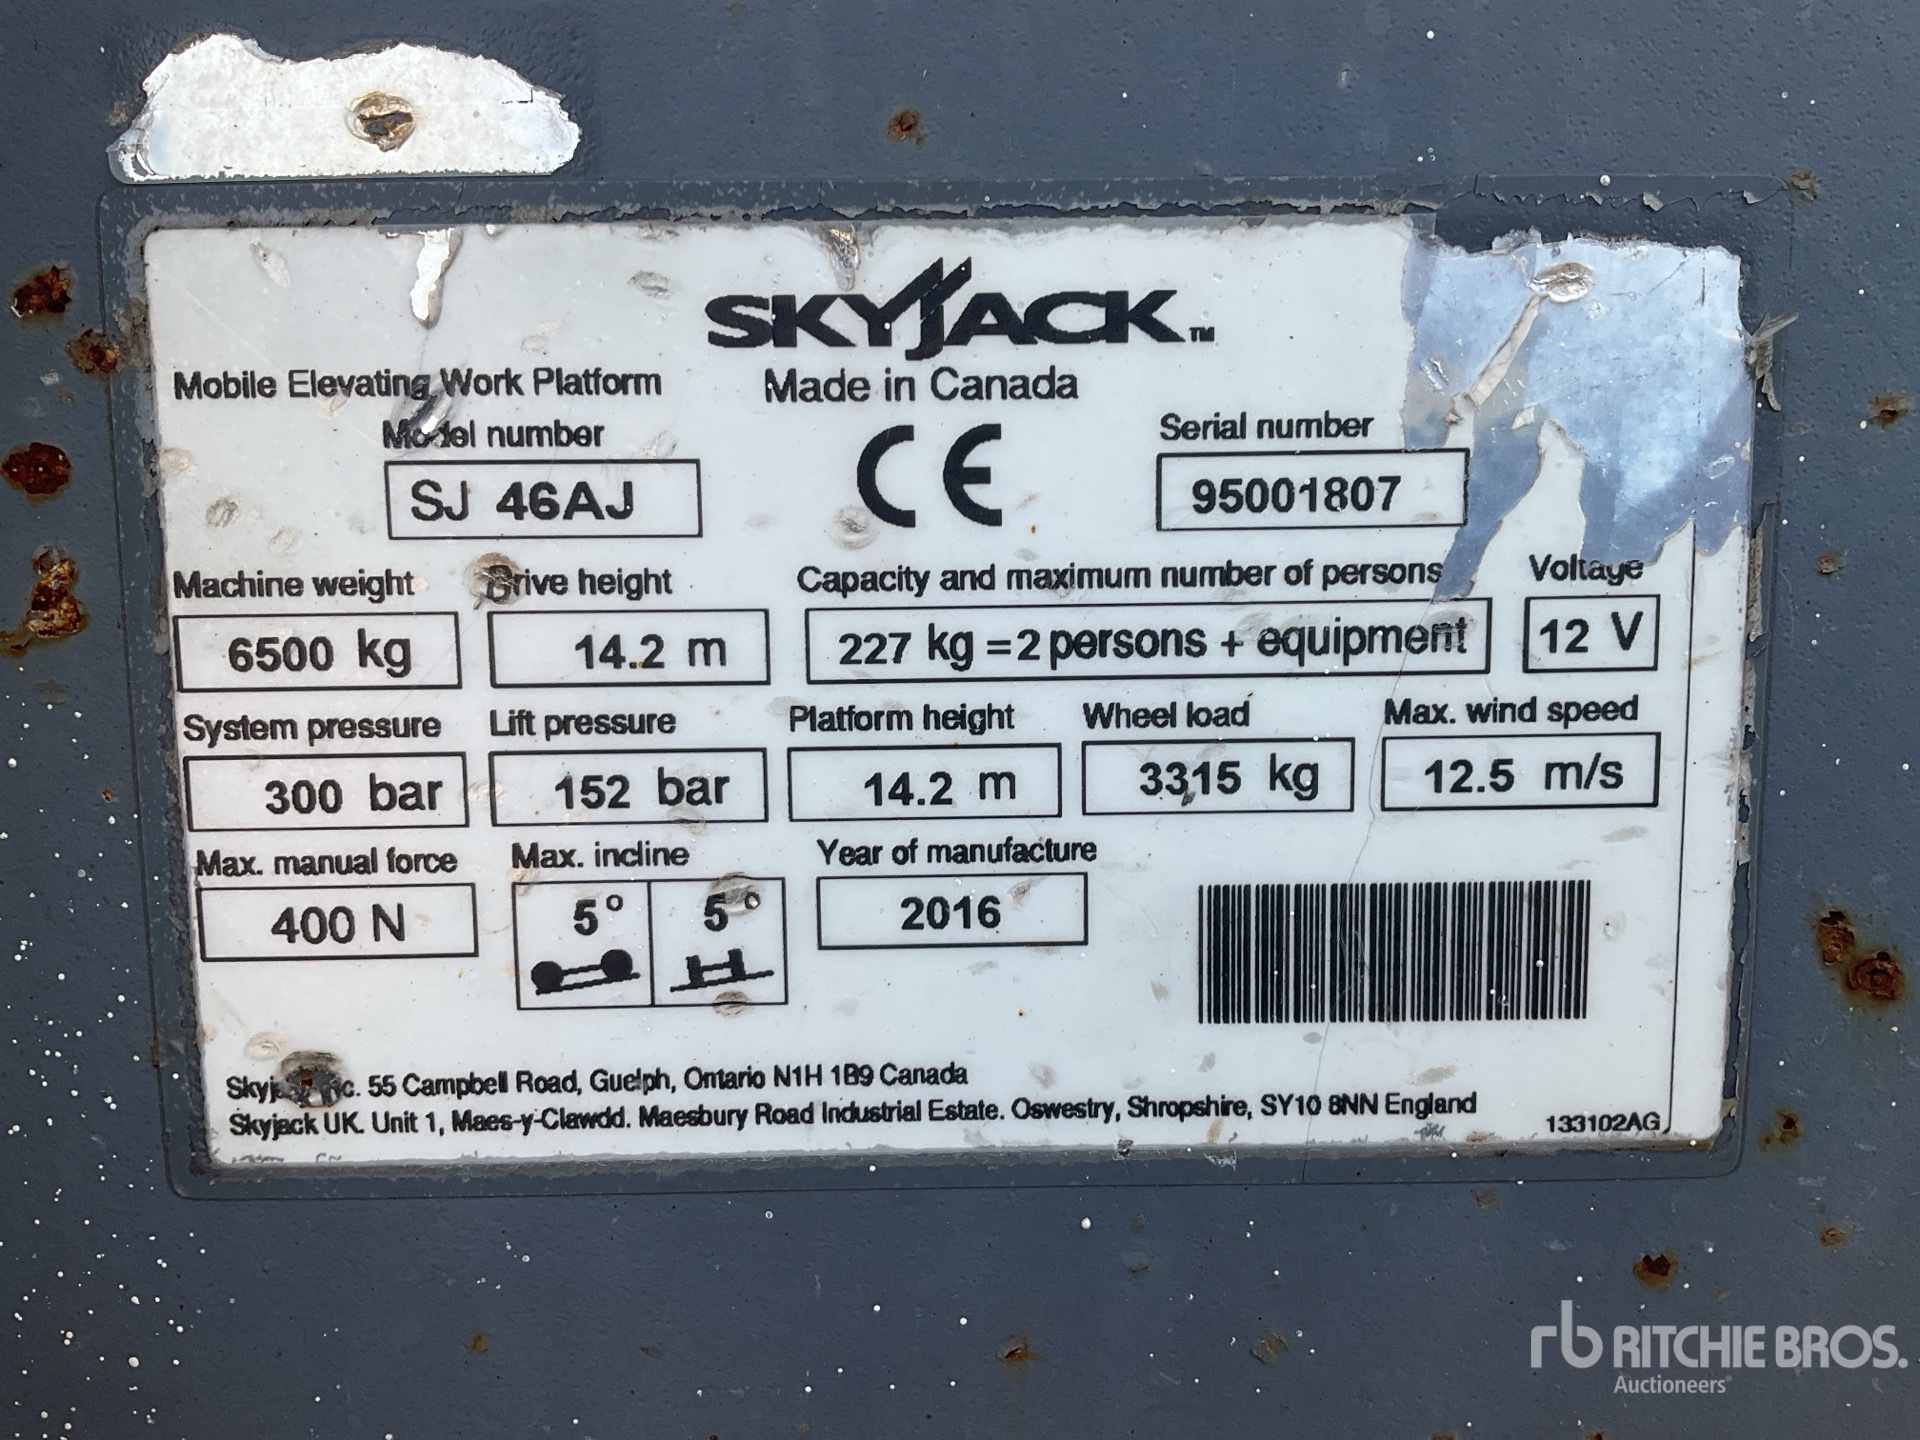 SKYJACK™
Mobile Elevating Work Platform
Made in Canada
Model number
SJ 46AJ
CE
Serial number
95001807
Machine weight
6500 kg
Drive height
14.2 m
Capacity and maximum number of persons
227 kg = 2 persons + equipment
Voltage
12 V
System pressure
300 bar
Lift pressure
152 bar
Platform height
14.2 m
Wheel load
3315 kg
Max. wind speed
12.5 m/s
Max. manual force
400 N
Max. incline
5° 5°
Year of manufacture
2016
Skyjack Inc. 55 Campbell Road, Guelph, Ontario N1H 1B9 Canada
Skyjack UK. Unit 1, Maes-y-Clawdd. Maesbury Road Industrial Estate. Oswestry, Shropshire, SY10 8NN England
133102AG
rb RITCHIE BROS.
Auctioneers